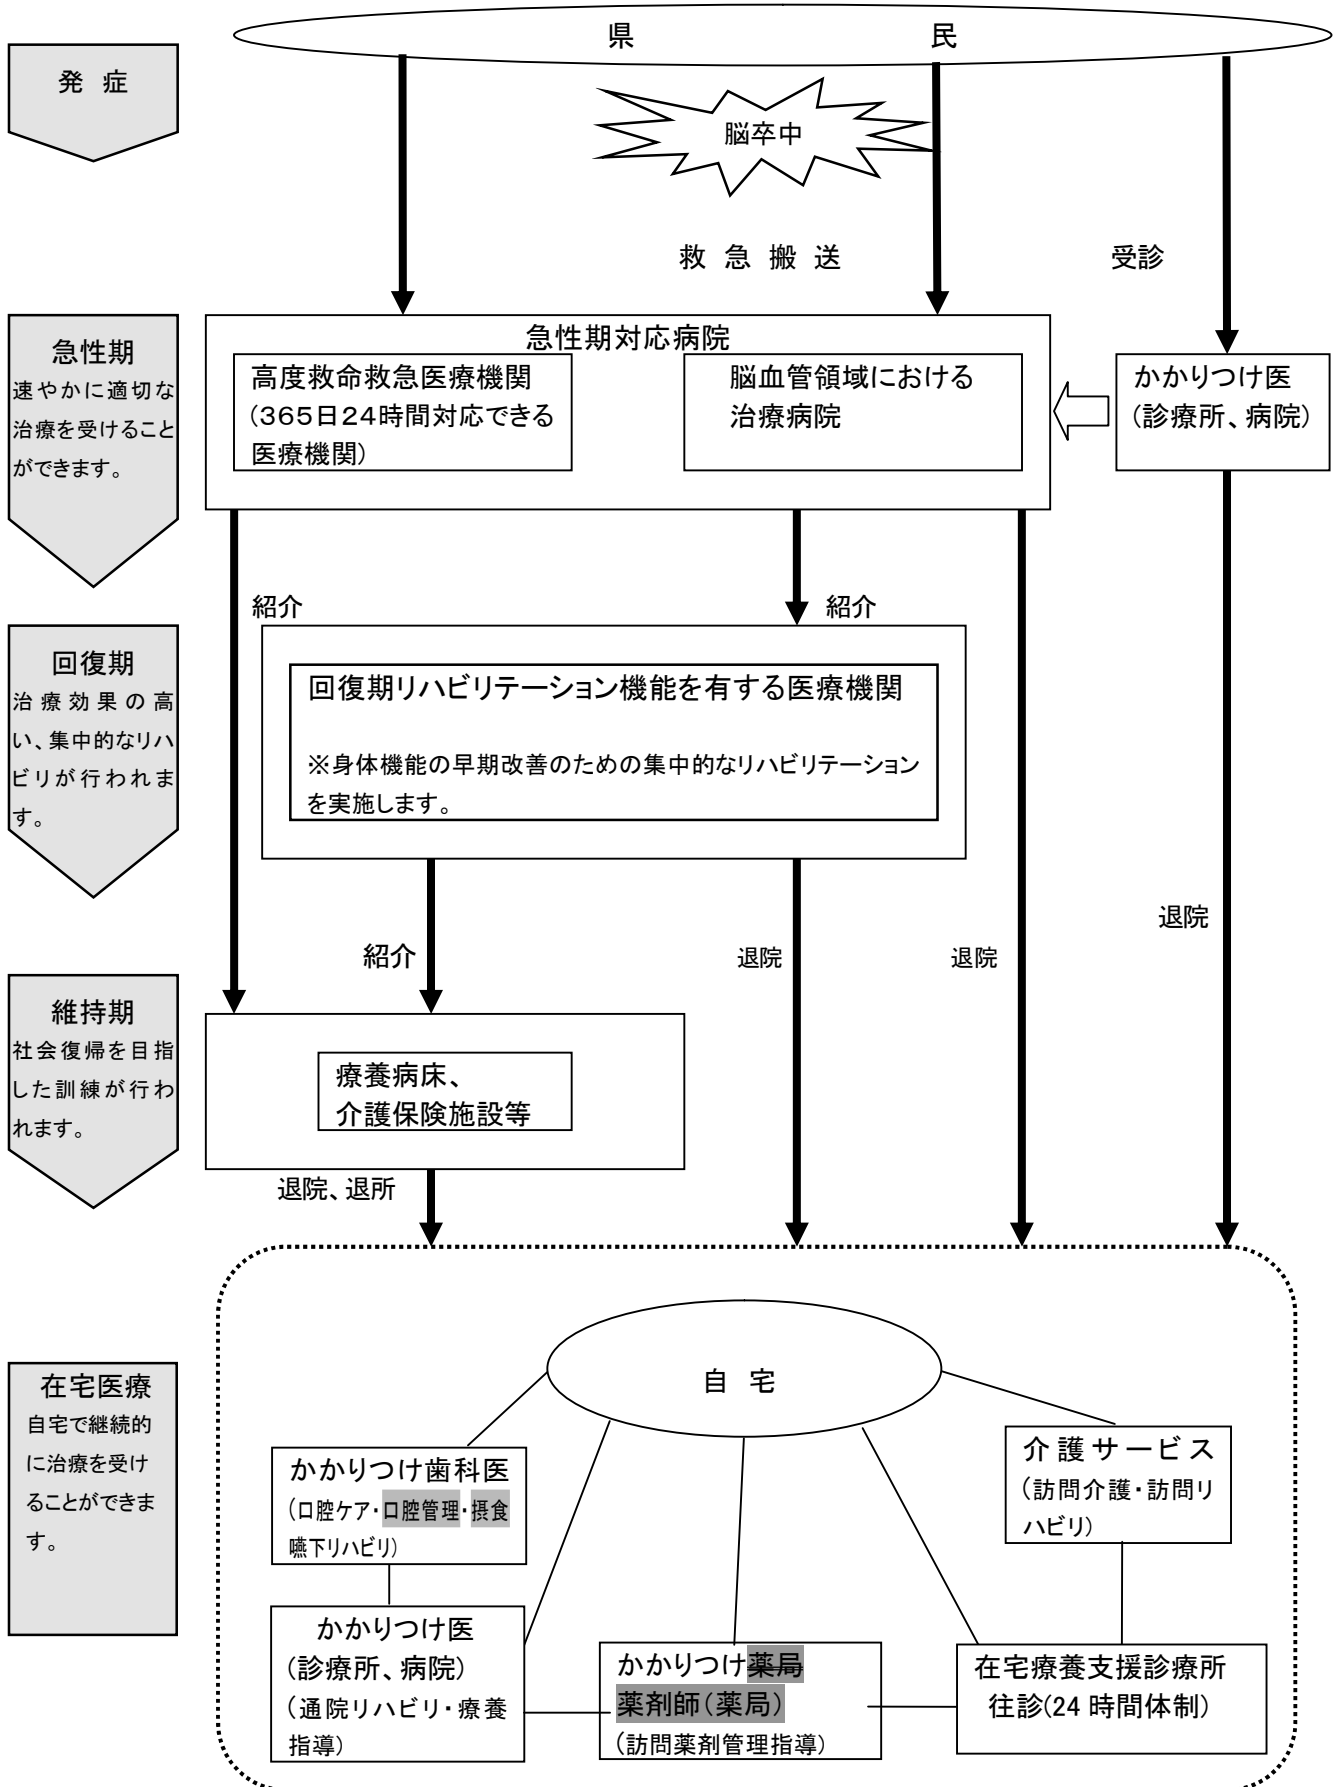 県 民
発 症
脳卒中
救 急 搬 送
受診
急性期
速やかに適切な
治療を受けること
ができます。
急性期対応病院
高度救命救急医療機関
(365日24時間対応できる
医療機関)
脳血管領域における
治療病院
かかりつけ医
(診療所、病院)
紹介
紹介
回復期
治療効果の高
い、集中的なリハ
ビリが行われま
す。
回復期リハビリテーション機能を有する医療機関
※身体機能の早期改善のための集中的なリハビリテーション
を実施します。
紹介
退院
退院
退院
維持期
社会復帰を目指
した訓練が行わ
れます。
療養病床、
介護保険施設等
退院、退所
在宅医療
自宅で継続的
に治療を受け
ることができま
す。
自 宅
かかりつけ歯科医
(口腔ケア・口腔管理・摂食
嚥下リハビリ)
介護サービス
(訪問介護・訪問リ
ハビリ)
かかりつけ医
(診療所、病院)
(通院リハビリ・療養
指導)
かかりつけ薬局
薬剤師(薬局)
(訪問薬剤管理指導)
在宅療養支援診療所
往診(24 時間体制)